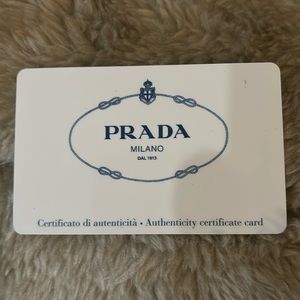 PRADA
MILANO
DAL 1913
Certificato di autenticità • Authenticity certificate card